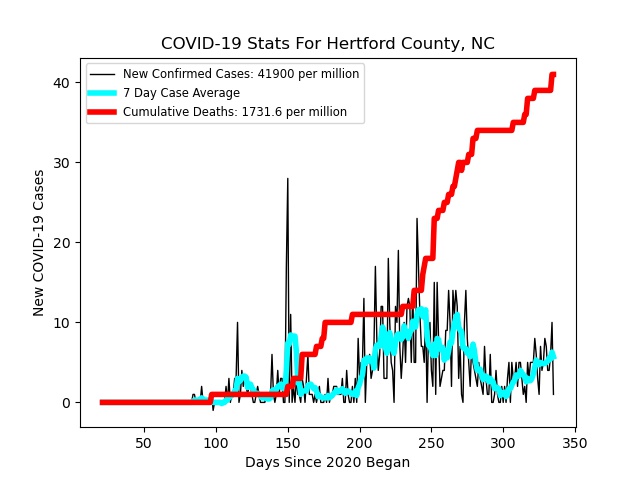 COVID-19 Stats For Hertford County, NC
New Confirmed Cases: 41900 per million
7 Day Case Average
Cumulative Deaths: 1731.6 per million
New COVID-19 Cases
40
30
20
10
0
50 100 150 200 250 300 350
Days Since 2020 Began